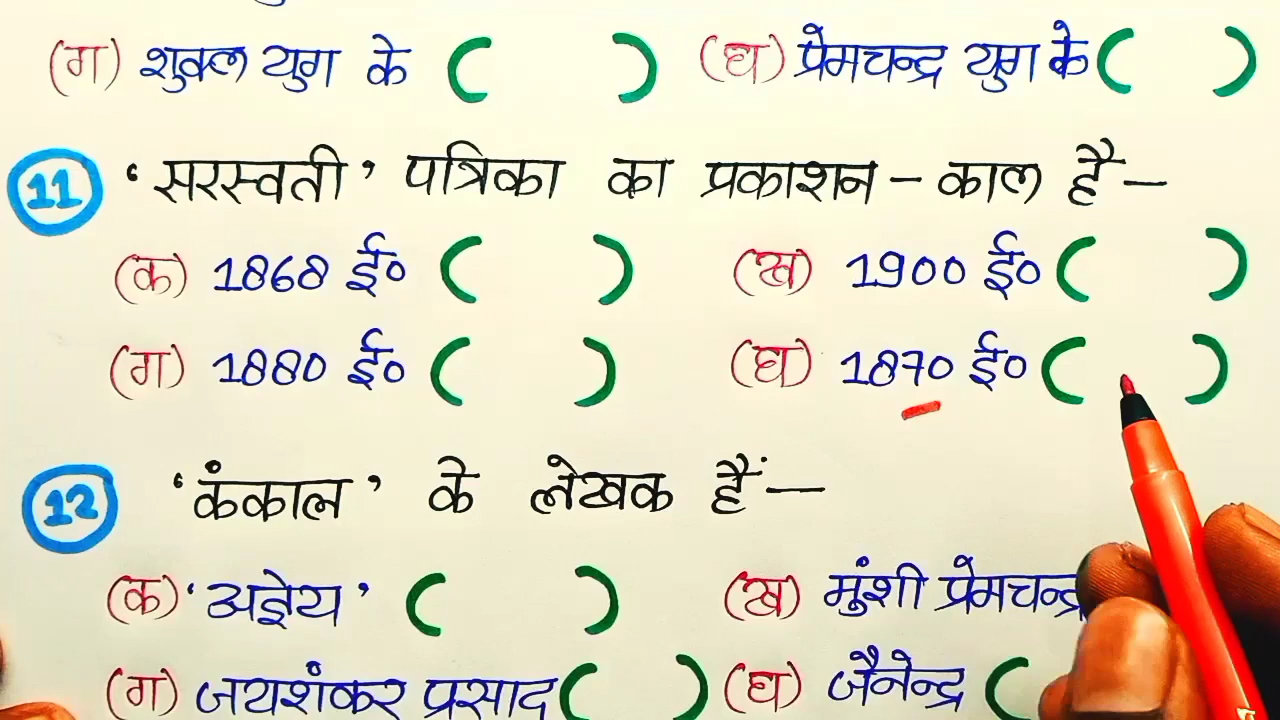 (ग) शुक्ल युग के ( ) (घ) प्रेमचन्द्र युग के ( )
11 ‘सरस्वती’ पत्रिका का प्रकाशन – काल है –
(क) 1868 ई० ( ) (ख) 1900 ई० ( )
(ग) 1880 ई० ( ) (घ) 1870 ई० ( )
12 ‘कंकाल’ के लेखक हैं –
(क) ‘अज्ञेय’ ( ) (ख) मुंशी प्रेमचन्द्र
(ग) जयशंकर प्रसाद ( ) (घ) जैनेन्द्र (